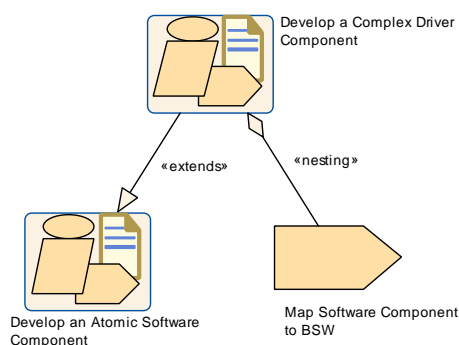 Develop a Complex Driver
Component
«extends»
«nesting»
Develop an Atomic Software
Component
Map Software Component
to BSW